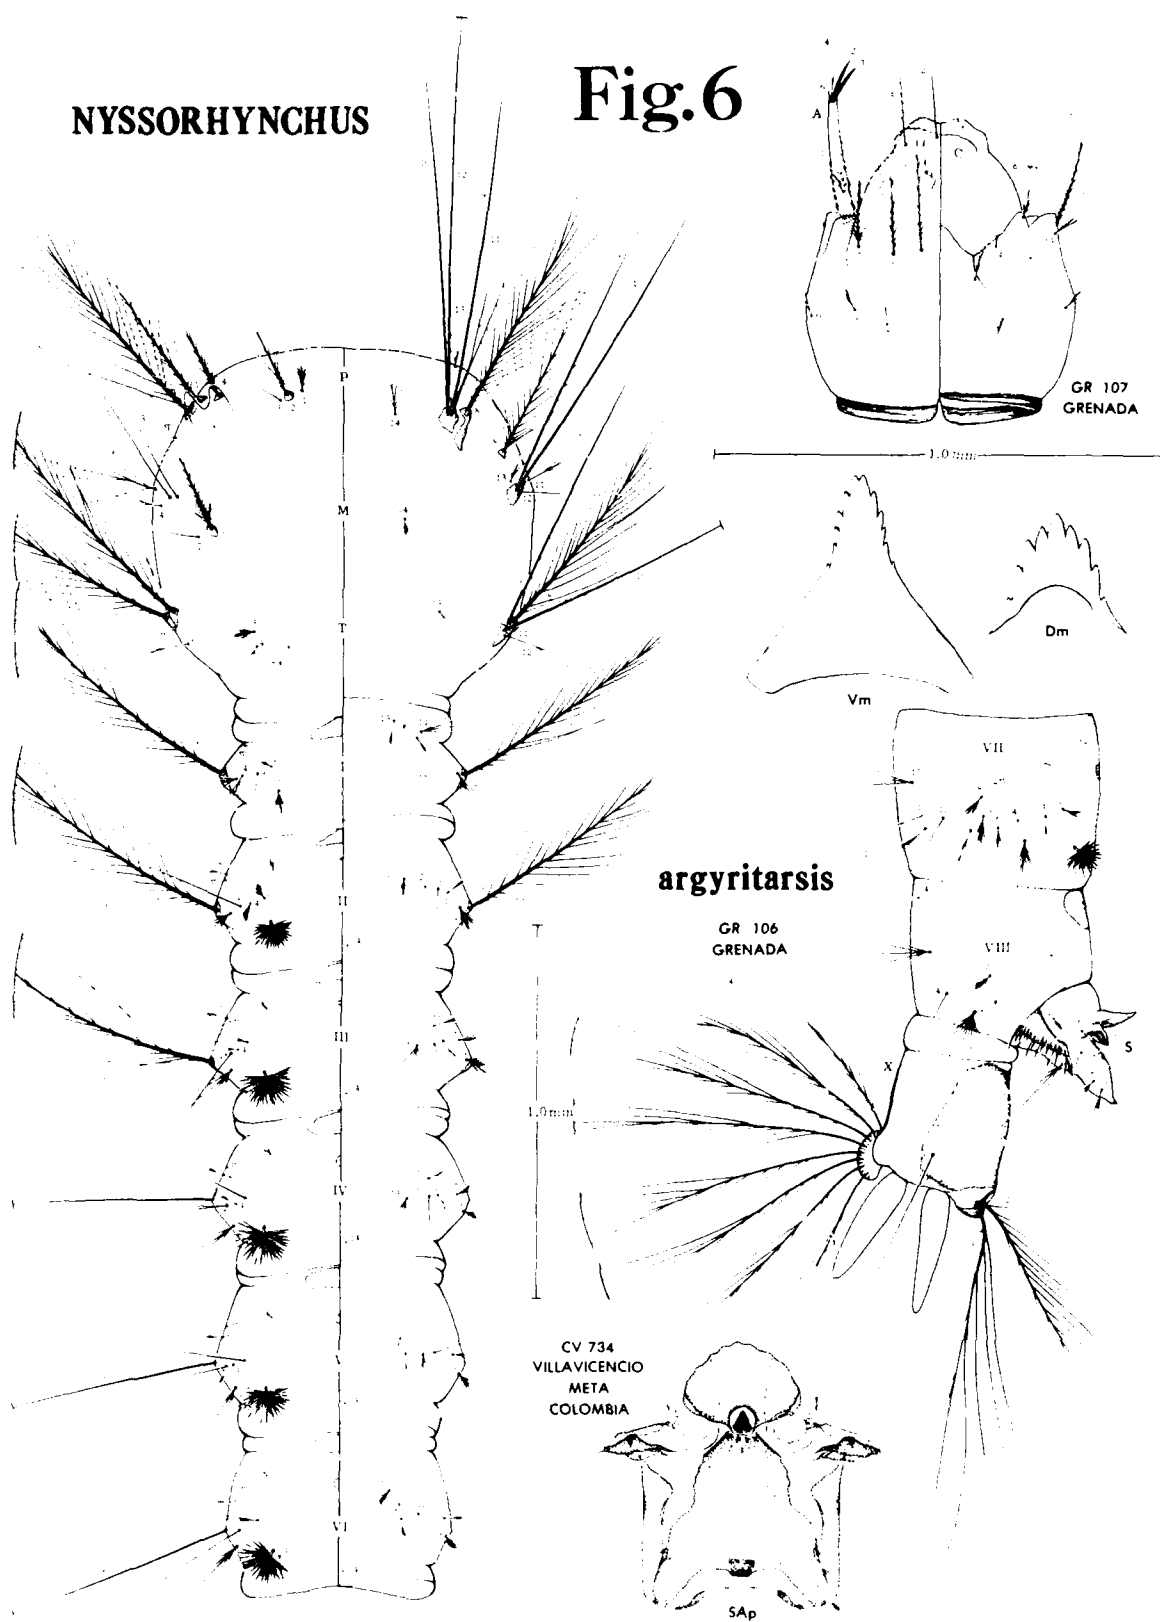 Fig.6
NYSSORHYNCHUS
A
C
P
GR 107
GRENADA
1.0 mm
M
Dm
T
Vm
VII
argyritarsis
II
GR 106
GRENADA
VIII
III
S
X
1.0 mm
IV
CV 734
VILLAVICENCIO
META
COLOMBIA
V
VI
SAp